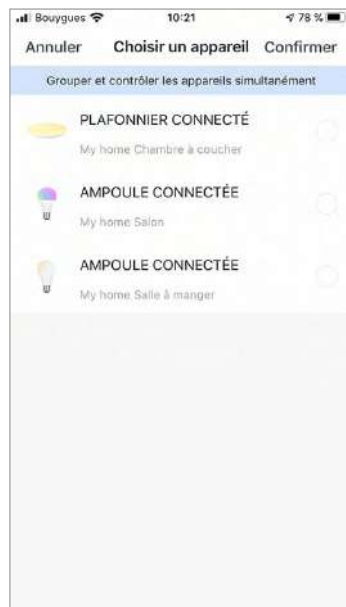 Bouygues 10:21 78 %
Annuler Choisir un appareil Confirmer
Grouper et contrôler les appareils simultanément
PLAFONNIER CONNECTÉ
My home Chambre à coucher
AMPOULE CONNECTÉE
My home Salon
AMPOULE CONNECTÉE
My home Salle à manger